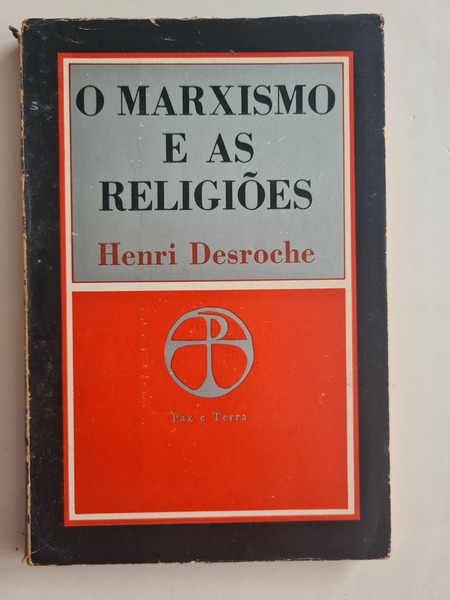 O MARXISMO
E AS
RELIGIÕES
Henri Desroche
Paz e Terra